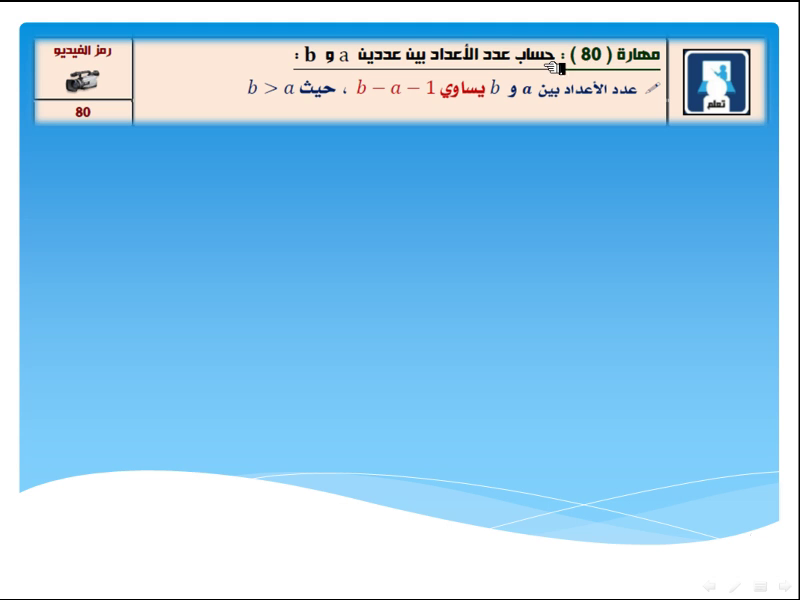 مهارة ( 80 ) : حساب عدد الأعداد بين عددين a و b :
عدد الأعداد بين a و b يساوي b − a − 1 ، حيث b > a
تعلم
رمز الفيديو
80